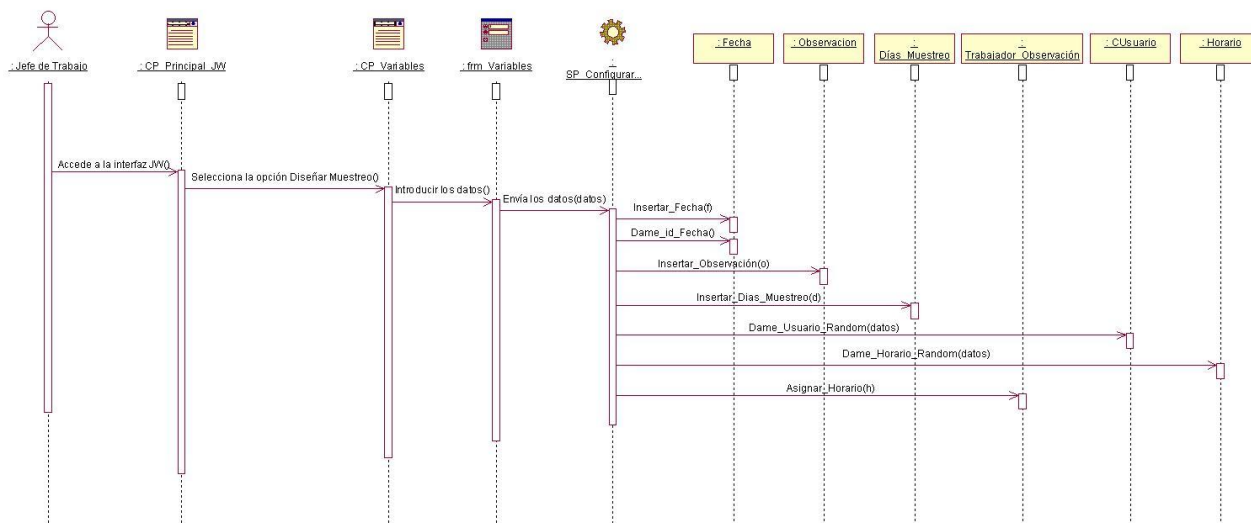 : Jefe de Trabajo
: CP_Principal_JW
: CP_Variables
: frm_Variables
:
SP_Configurar...
: Fecha
: Observacion
:
Días_Muestreo
:
Trabajador_Observación
: CUsuario
: Horario
Accede a la interfaz JW()
Selecciona la opción Diseñar Muestreo()
Introducir los datos()
Envía los datos(datos)
Insertar_Fecha(f)
Dame_id_Fecha()
Insertar_Observación(o)
Insertar_Dias_Muestreo(d)
Dame_Usuario_Random(datos)
Dame_Horario_Random(datos)
Asignar_Horario(h)